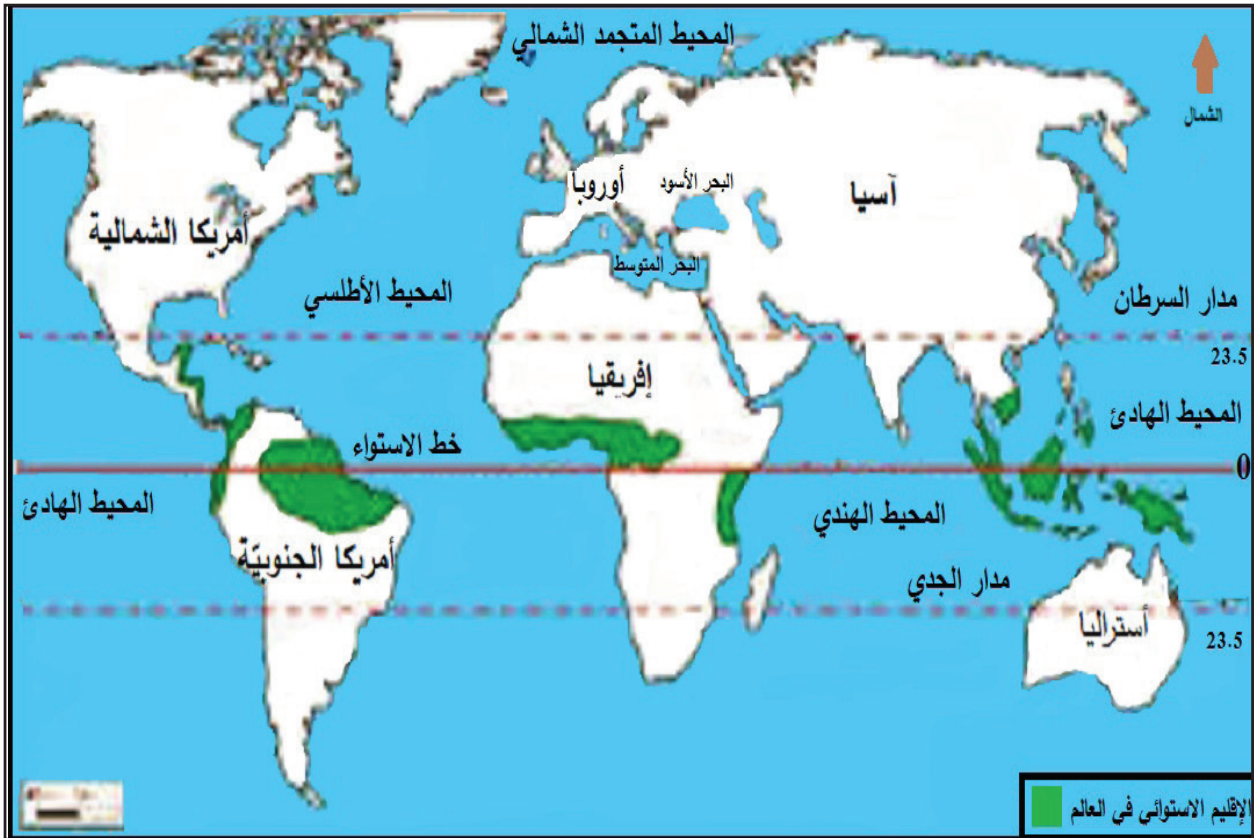 المحيط المتجمد الشمالي
الشمال
أوروبا
البحر الأسود
آسيا
أمريكا الشمالية
البحر المتوسط
المحيط الأطلسي
مدار السرطان
23.5
إفريقيا
المحيط الهادئ
خط الاستواء
0
المحيط الهادئ
المحيط الهندي
أمريكا الجنوبيّة
مدار الجدي
أستراليا
23.5
الإقليم الاستوائي في العالم